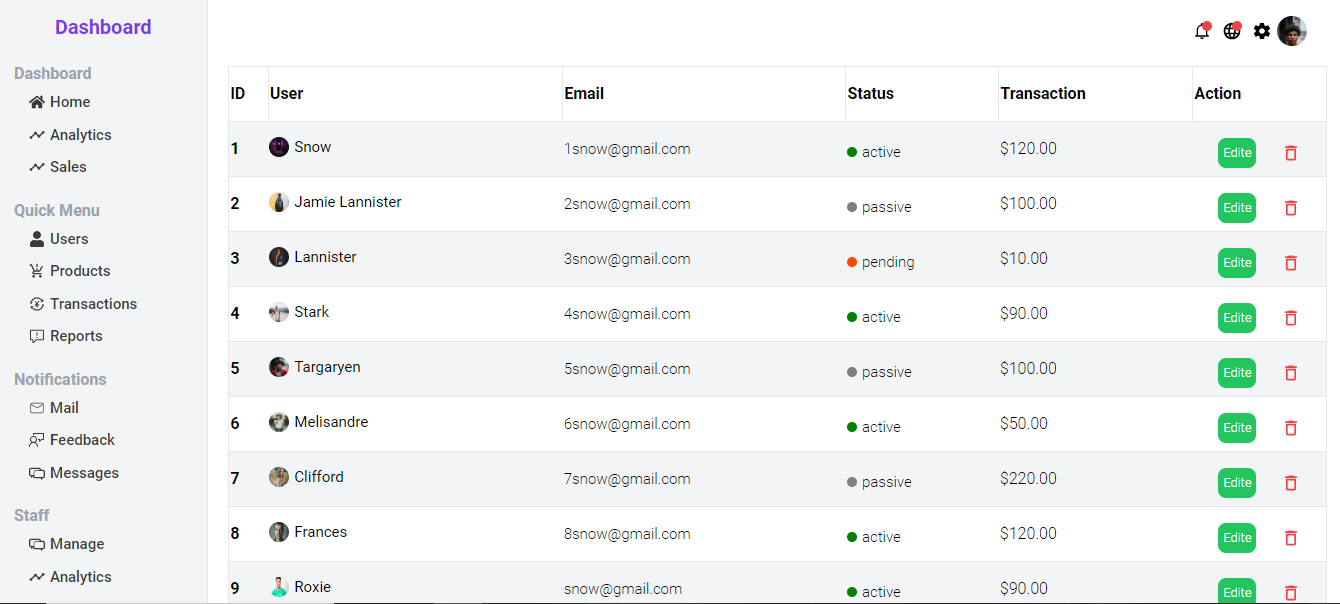 Dashboard
Dashboard
Home
Analytics
Sales
Quick Menu
Users
Products
Transactions
Reports
Notifications
Mail
Feedback
Messages
Staff
Manage
Analytics
ID User Email Status Transaction Action
1 Snow 1snow@gmail.com active $120.00 Edite
2 Jamie Lannister 2snow@gmail.com passive $100.00 Edite
3 Lannister 3snow@gmail.com pending $10.00 Edite
4 Stark 4snow@gmail.com active $90.00 Edite
5 Targaryen 5snow@gmail.com passive $100.00 Edite
6 Melisandre 6snow@gmail.com active $50.00 Edite
7 Clifford 7snow@gmail.com passive $220.00 Edite
8 Frances 8snow@gmail.com active $120.00 Edite
9 Roxie snow@gmail.com active $90.00 Edite